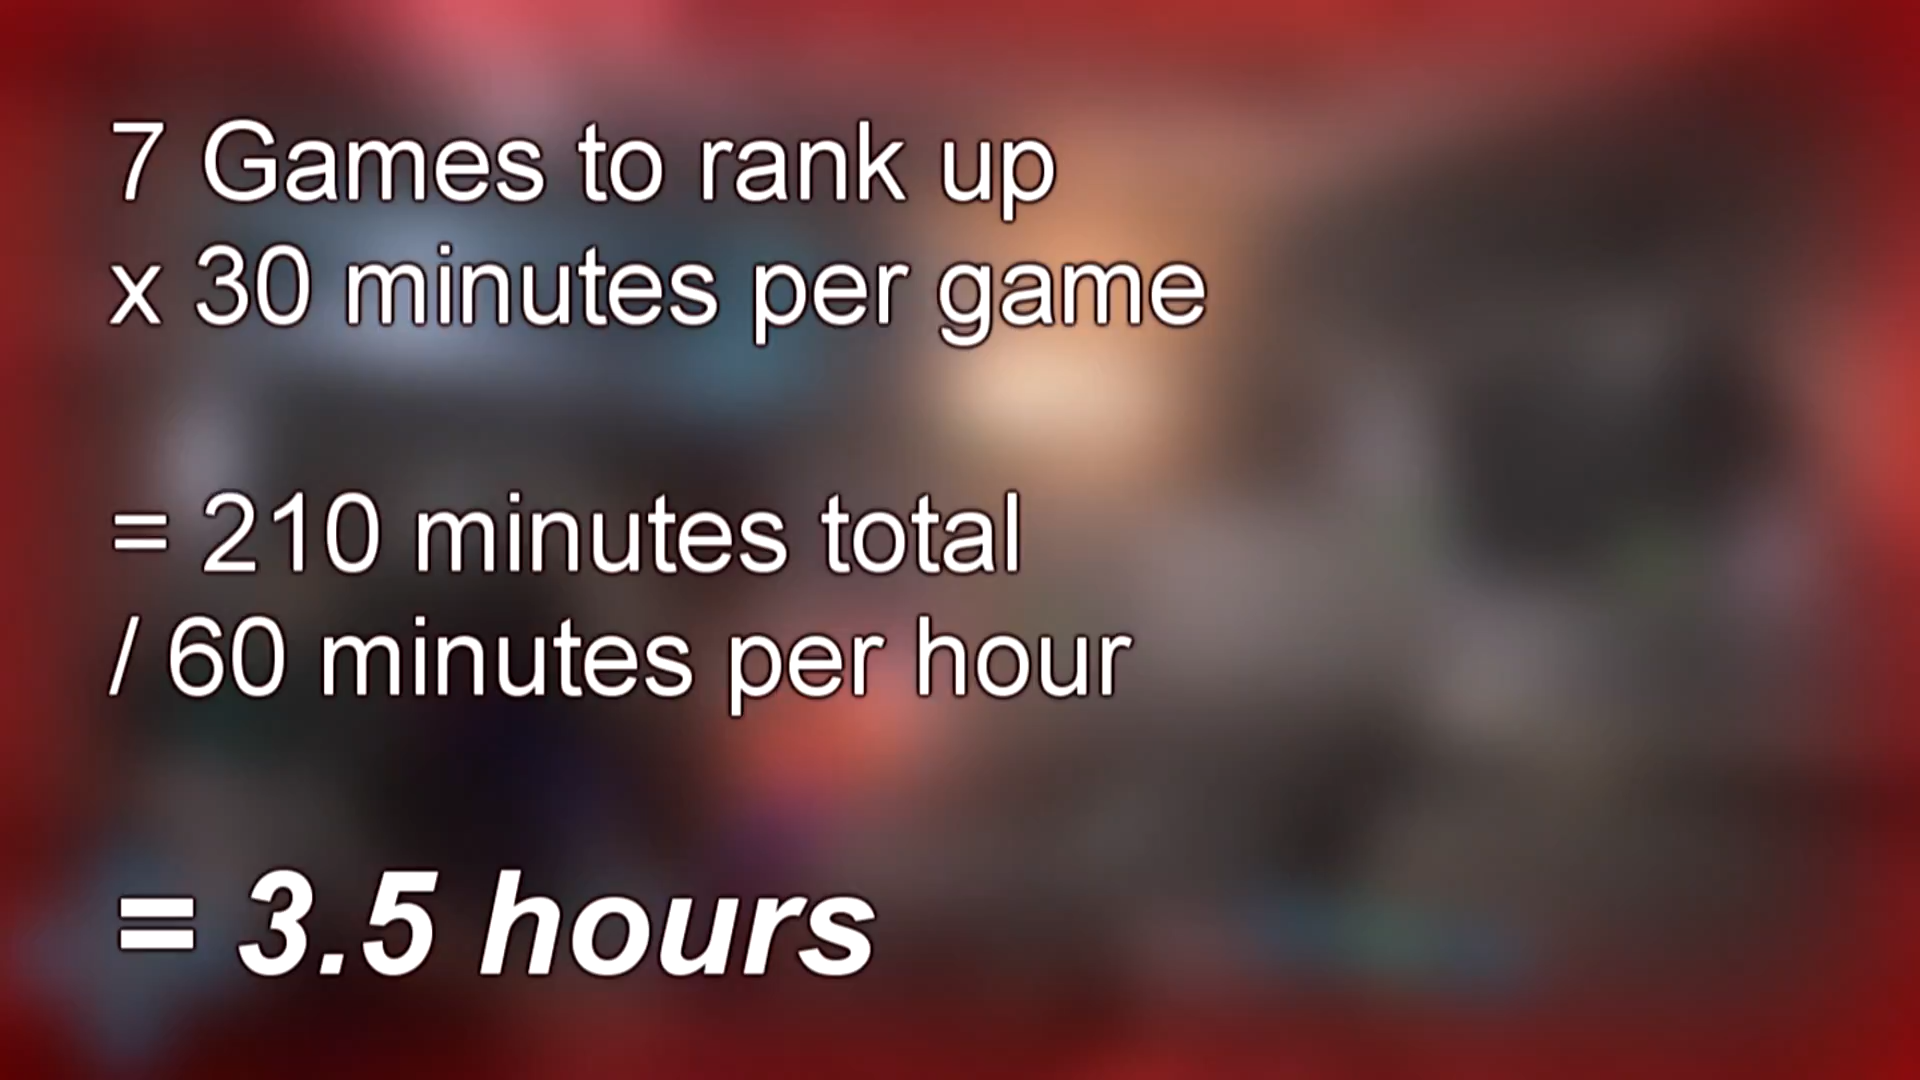 7 Games to rank up
x 30 minutes per game
= 210 minutes total
/ 60 minutes per hour
= 3.5 hours